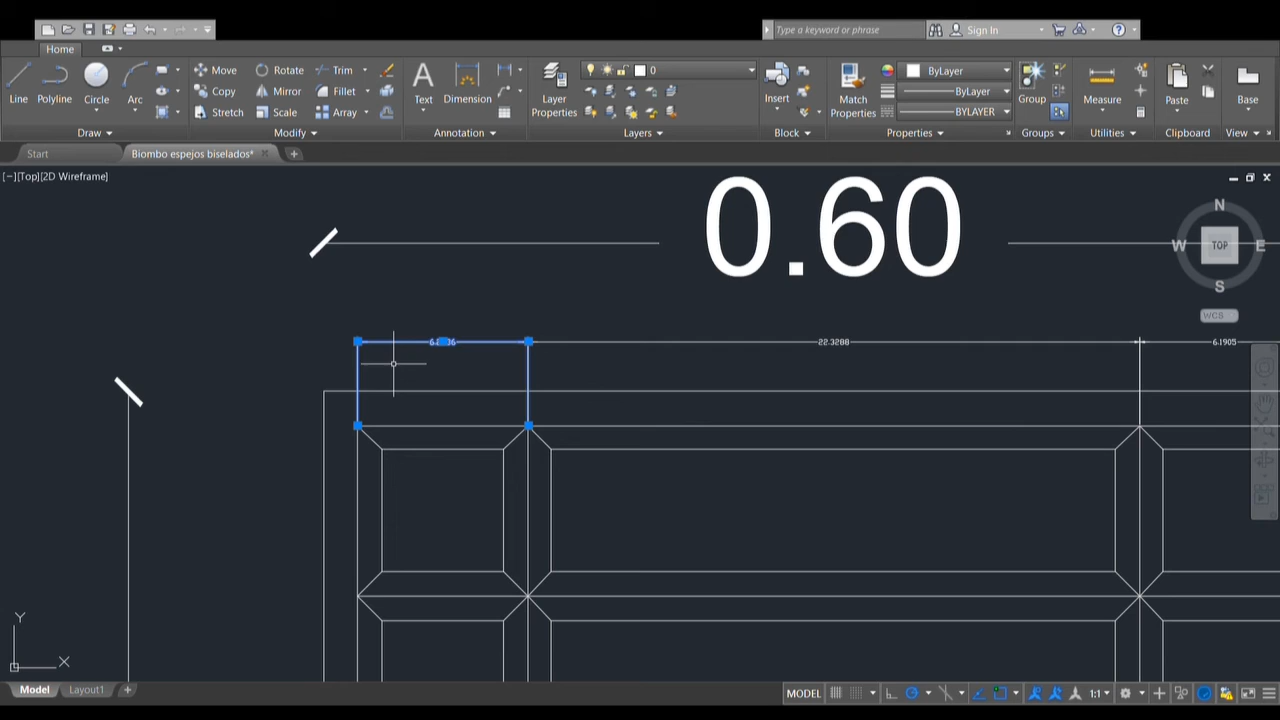 Type a keyword or phrase
Sign In
Home
Line
Polyline
Circle
Arc
Move
Rotate
Trim
Copy
Mirror
Fillet
Stretch
Scale
Array
Text
Dimension
Layer
Properties
0
Insert
Match
Properties
ByLayer
ByLayer
BYLAYER
Group
Measure
Paste
Base
Draw
Modify
Annotation
Layers
Block
Properties
Groups
Utilities
Clipboard
View
Start
Biombo espejos biselados*
[−][Top][2D Wireframe]
0.60
N
W
TOP
E
S
WCS
22.3288
6.1905
Y
X
Model
Layout1
MODEL
1:1